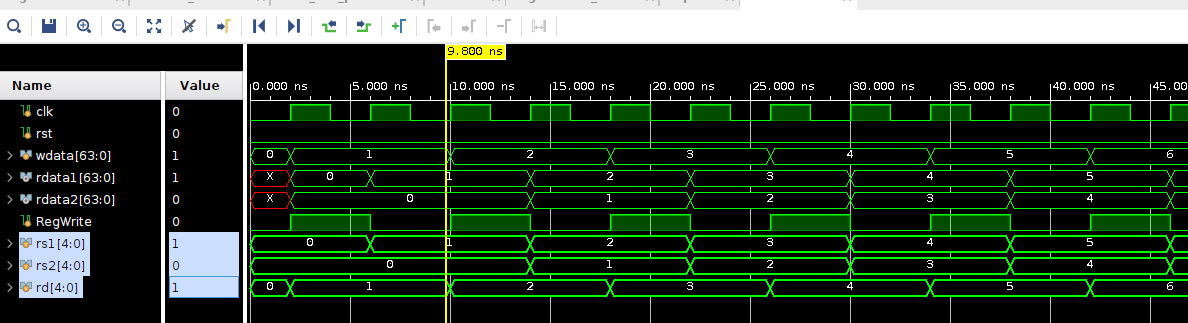 9.800 ns
Name Value 0.000 ns 5.000 ns 10.000 ns 15.000 ns 20.000 ns 25.000 ns 30.000 ns 35.000 ns 40.000 ns 45.00
clk 0
rst 0
wdata[63:0] 1 0 1 2 3 4 5 6
rdata1[63:0] 1 X 0 1 2 3 4 5
rdata2[63:0] 0 X 0 1 2 3 4
RegWrite 0
rs1[4:0] 1 0 1 2 3 4 5
rs2[4:0] 0 0 1 2 3 4
rd[4:0] 1 0 1 2 3 4 5 6